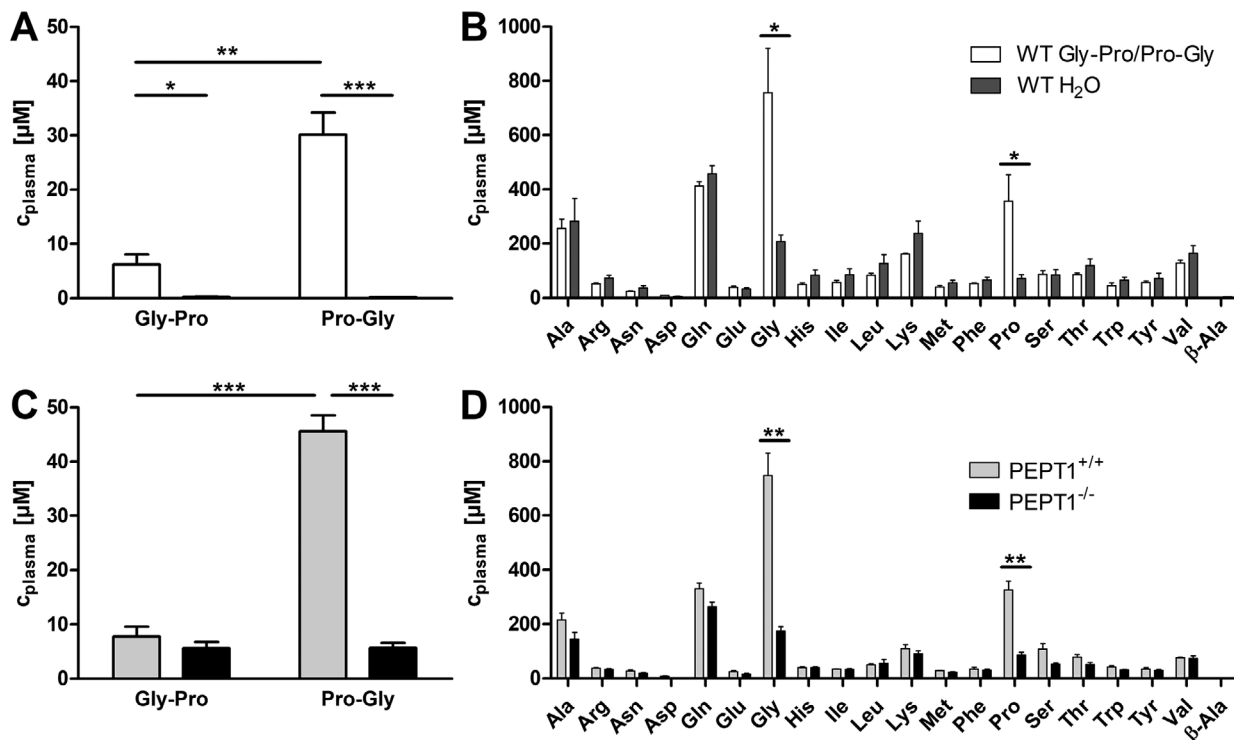 A
c_plasma [µM]
50
40
30
20
10
0
**
*
***
Gly-Pro
Pro-Gly
B
c_plasma [µM]
1000
800
600
400
200
0
*
*
WT Gly-Pro/Pro-Gly
WT H₂O
Ala
Arg
Asn
Asp
Gln
Glu
Gly
His
Ile
Leu
Lys
Met
Phe
Pro
Ser
Thr
Trp
Tyr
Val
β-Ala
C
c_plasma [µM]
50
40
30
20
10
0
***
***
Gly-Pro
Pro-Gly
D
c_plasma [µM]
1000
800
600
400
200
0
**
**
PEPT1⁺/⁺
PEPT1⁻/⁻
Ala
Arg
Asn
Asp
Gln
Glu
Gly
His
Ile
Leu
Lys
Met
Phe
Pro
Ser
Thr
Trp
Tyr
Val
β-Ala